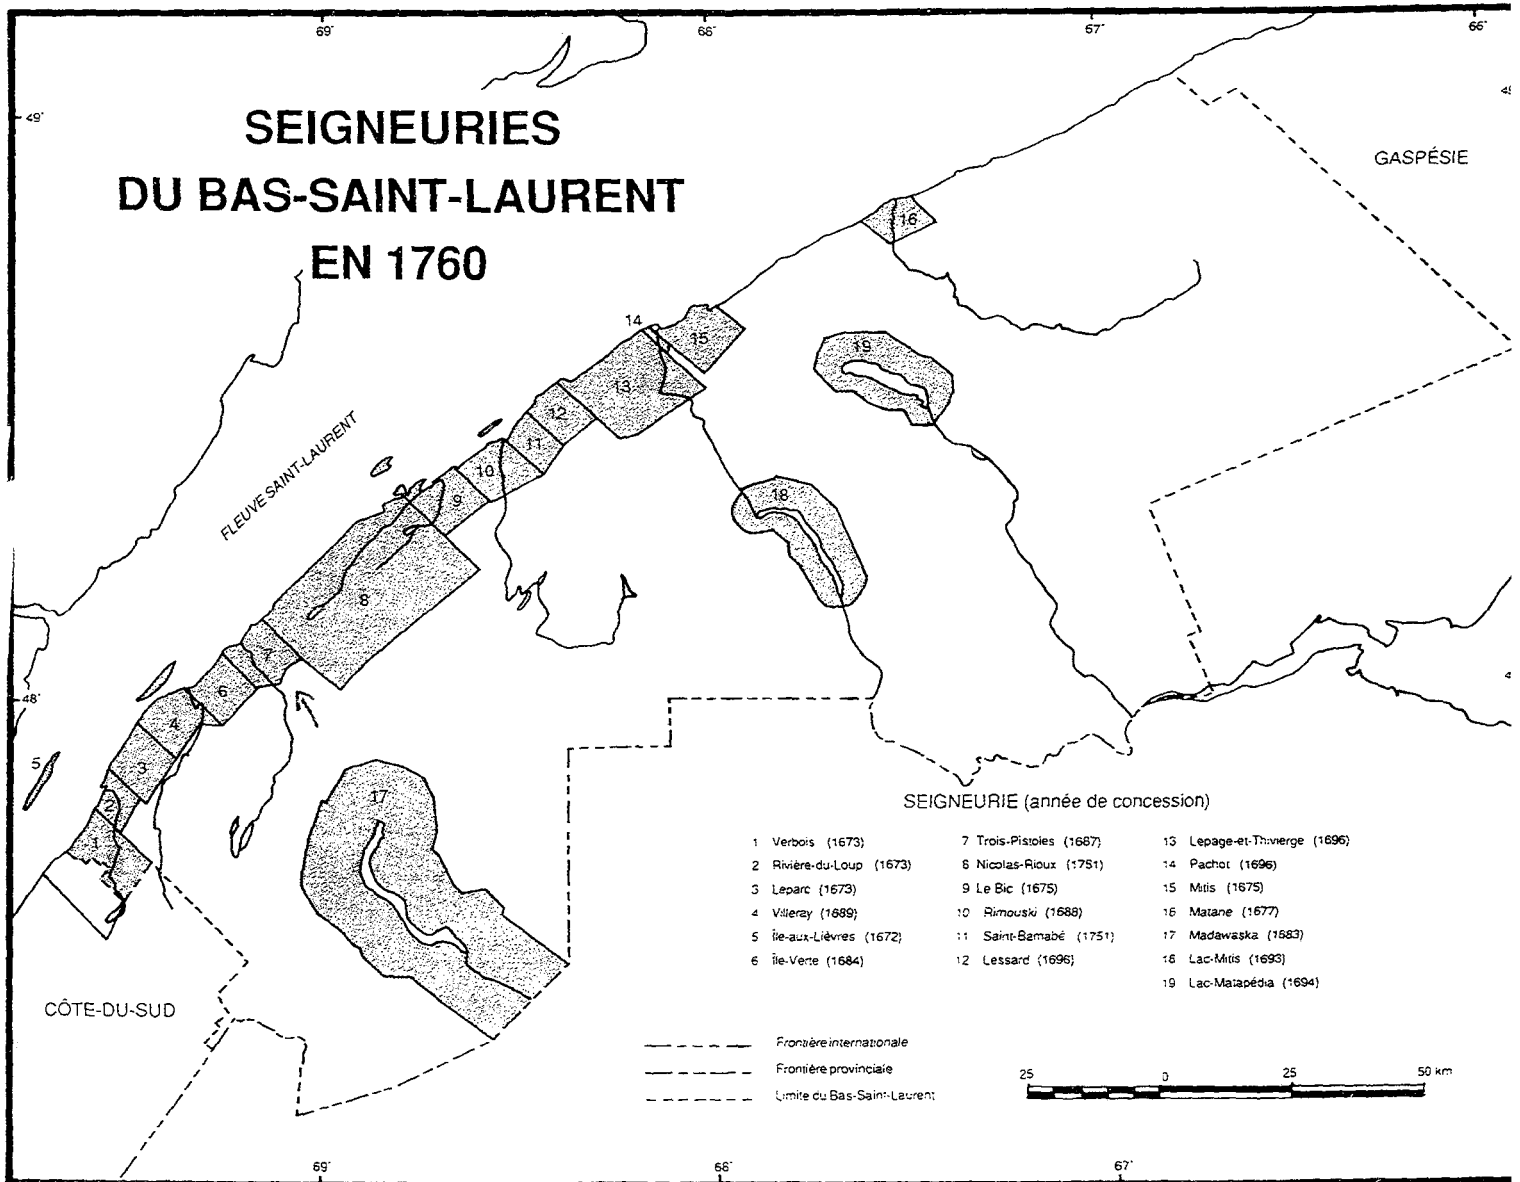 69° 68° 67° 66°
49°
SEIGNEURIES
DU BAS-SAINT-LAURENT
EN 1760
GASPÉSIE
16
14
15
19
13
12
11
10
9
18
FLEUVE SAINT-LAURENT
8
7
6
48°
4
5
3
2
1
17
CÔTE-DU-SUD
SEIGNEURIE (année de concession)
1 Verbois (1673)
2 Rivière-du-Loup (1673)
3 Leparc (1673)
4 Villeray (1689)
5 Île-aux-Lièvres (1672)
6 Île-Verte (1684)
7 Trois-Pistoles (1687)
8 Nicolas-Rioux (1751)
9 Le Bic (1675)
10 Rimouski (1688)
11 Saint-Barnabé (1751)
12 Lessard (1696)
13 Lepage-et-Thivierge (1696)
14 Pachot (1696)
15 Mitis (1675)
16 Matane (1677)
17 Madawaska (1683)
18 Lac-Mitis (1693)
19 Lac-Matapédia (1694)
Frontière internationale
Frontière provinciale
Limite du Bas-Saint-Laurent
25 0 25 50 km
69° 68° 67°